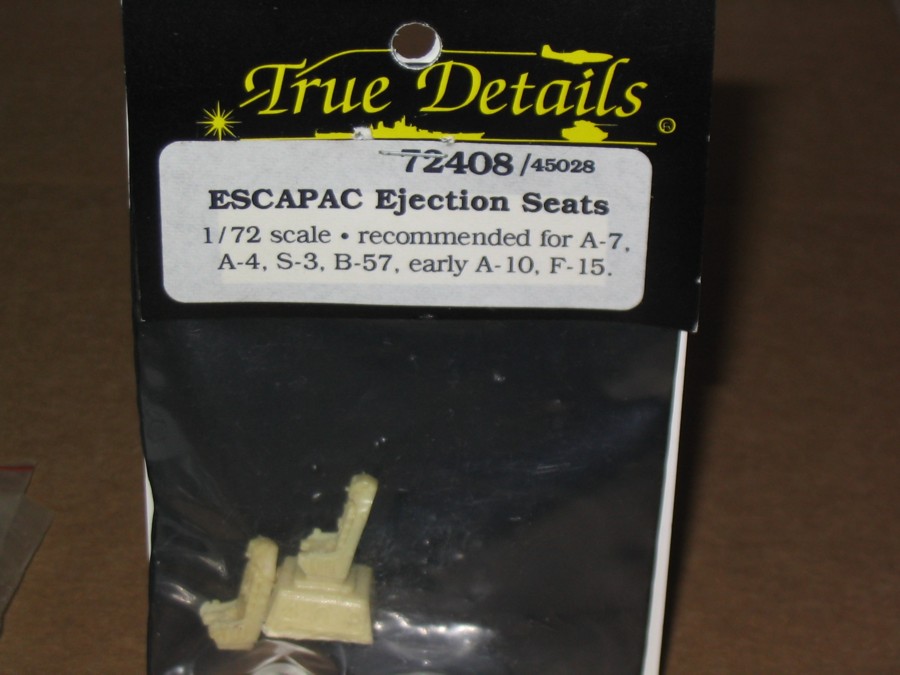 True Details
72408/45028
ESCAPAC Ejection Seats
1/72 scale • recommended for A-7,
A-4, S-3, B-57, early A-10, F-15.